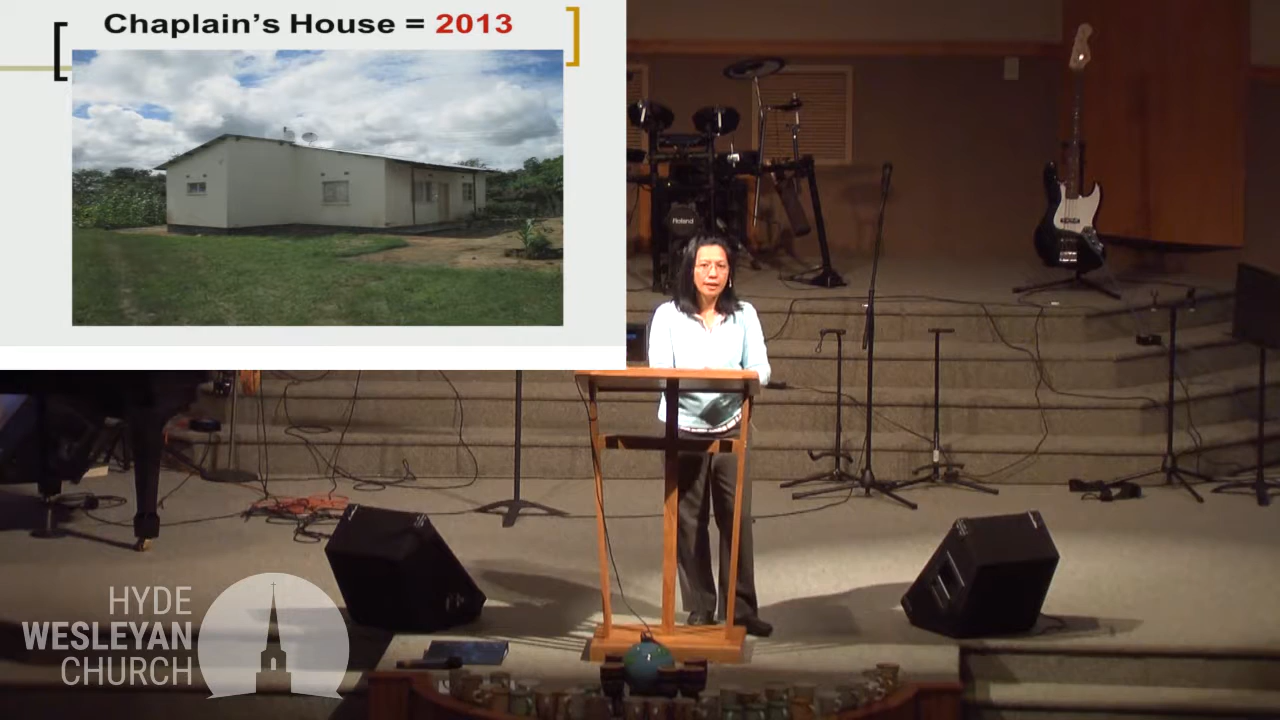 Chaplain’s House = 2013
Roland
HYDE
WESLEYAN
CHURCH